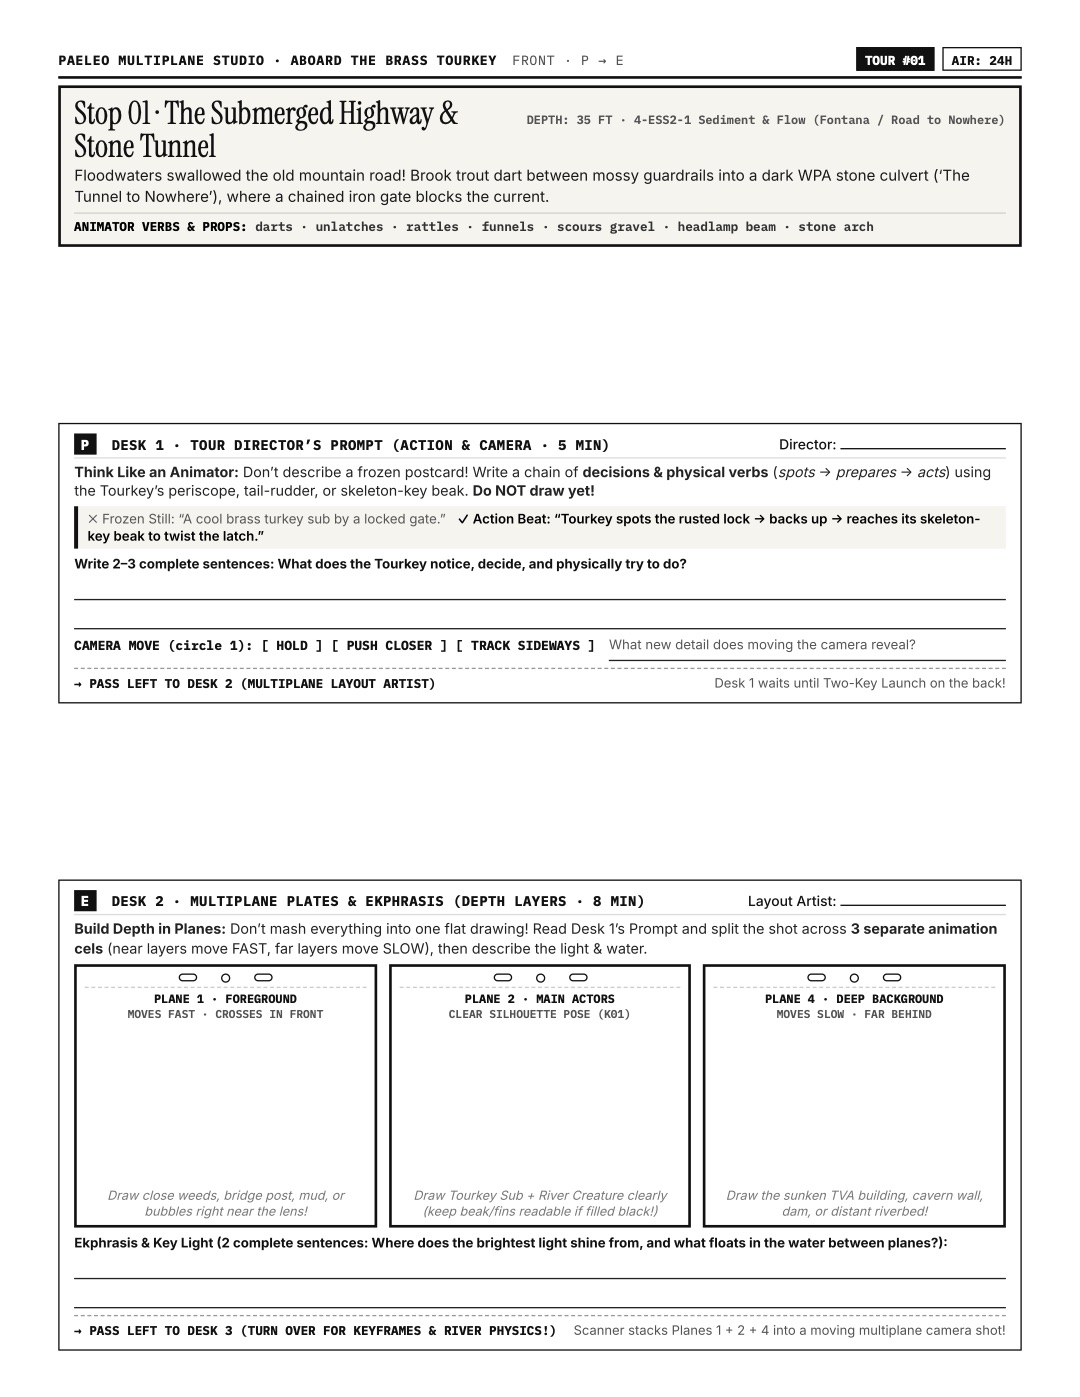 PAELEO MULTIPLANE STUDIO · ABOARD THE BRASS TOURKEY FRONT · P → E TOUR #01 AIR: 24H
Stop 01 · The Submerged Highway &
Stone Tunnel
DEPTH: 35 FT · 4-ESS2-1 Sediment & Flow (Fontana / Road to Nowhere)
Floodwaters swallowed the old mountain road! Brook trout dart between mossy guardrails into a dark WPA stone culvert (‘The
Tunnel to Nowhere’), where a chained iron gate blocks the current.
ANIMATOR VERBS & PROPS: darts · unlatches · rattles · funnels · scours gravel · headlamp beam · stone arch
P DESK 1 · TOUR DIRECTOR’S PROMPT (ACTION & CAMERA · 5 MIN) Director:
Think Like an Animator: Don’t describe a frozen postcard! Write a chain of decisions & physical verbs (spots → prepares → acts) using
the Tourkey’s periscope, tail-rudder, or skeleton-key beak. Do NOT draw yet!
✕ Frozen Still: “A cool brass turkey sub by a locked gate.” ✓ Action Beat: “Tourkey spots the rusted lock → backs up → reaches its skeleton-
key beak to twist the latch.”
Write 2–3 complete sentences: What does the Tourkey notice, decide, and physically try to do?
CAMERA MOVE (circle 1): [ HOLD ] [ PUSH CLOSER ] [ TRACK SIDEWAYS ] What new detail does moving the camera reveal?
→ PASS LEFT TO DESK 2 (MULTIPLANE LAYOUT ARTIST) Desk 1 waits until Two-Key Launch on the back!
E DESK 2 · MULTIPLANE PLATES & EKPHRASIS (DEPTH LAYERS · 8 MIN) Layout Artist:
Build Depth in Planes: Don’t mash everything into one flat drawing! Read Desk 1’s Prompt and split the shot across 3 separate animation
cels (near layers move FAST, far layers move SLOW), then describe the light & water.
PLANE 1 · FOREGROUND
MOVES FAST · CROSSES IN FRONT
Draw close weeds, bridge post, mud, or
bubbles right near the lens!
PLANE 2 · MAIN ACTORS
CLEAR SILHOUETTE POSE (K01)
Draw Tourkey Sub + River Creature clearly
(keep beak/fins readable if filled black!)
PLANE 4 · DEEP BACKGROUND
MOVES SLOW · FAR BEHIND
Draw the sunken TVA building, cavern wall,
dam, or distant riverbed!
Ekphrasis & Key Light (2 complete sentences: Where does the brightest light shine from, and what floats in the water between planes?):
→ PASS LEFT TO DESK 3 (TURN OVER FOR KEYFRAMES & RIVER PHYSICS!) Scanner stacks Planes 1 + 2 + 4 into a moving multiplane camera shot!